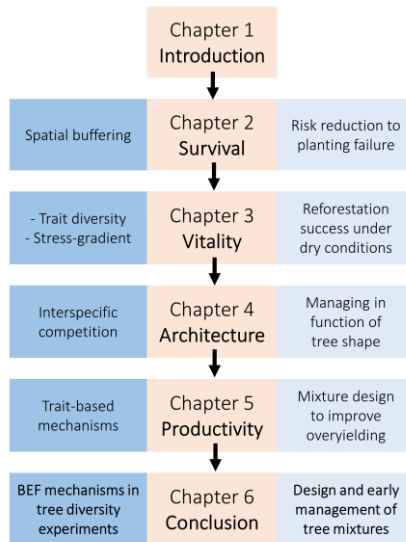 Chapter 1
Introduction
Spatial buffering
Chapter 2
Survival
Risk reduction to
planting failure
- Trait diversity
- Stress-gradient
Chapter 3
Vitality
Reforestation
success under
dry conditions
Interspecific
competition
Chapter 4
Architecture
Managing in
function of
tree shape
Trait-based
mechanisms
Chapter 5
Productivity
Mixture design
to improve
overyielding
BEF mechanisms in
tree diversity
experiments
Chapter 6
Conclusion
Design and early
management of
tree mixtures